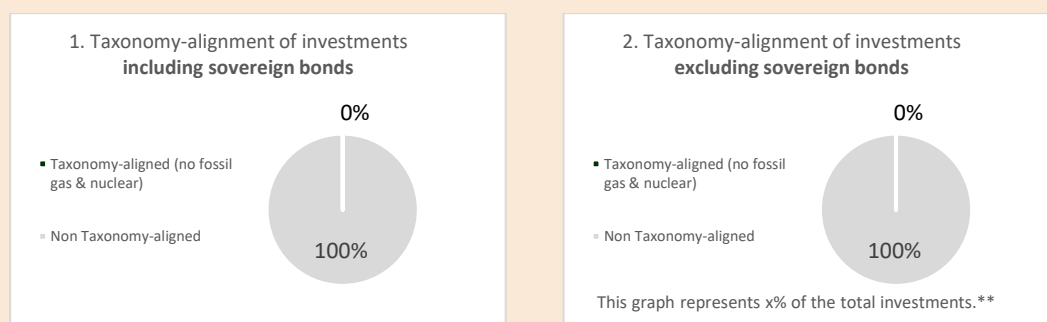 1. Taxonomy-alignment of investments
including sovereign bonds
0%
Taxonomy-aligned (no fossil
gas & nuclear)
Non Taxonomy-aligned
100%
2. Taxonomy-alignment of investments
excluding sovereign bonds
0%
Taxonomy-aligned (no fossil
gas & nuclear)
Non Taxonomy-aligned
100%
This graph represents x% of the total investments.**